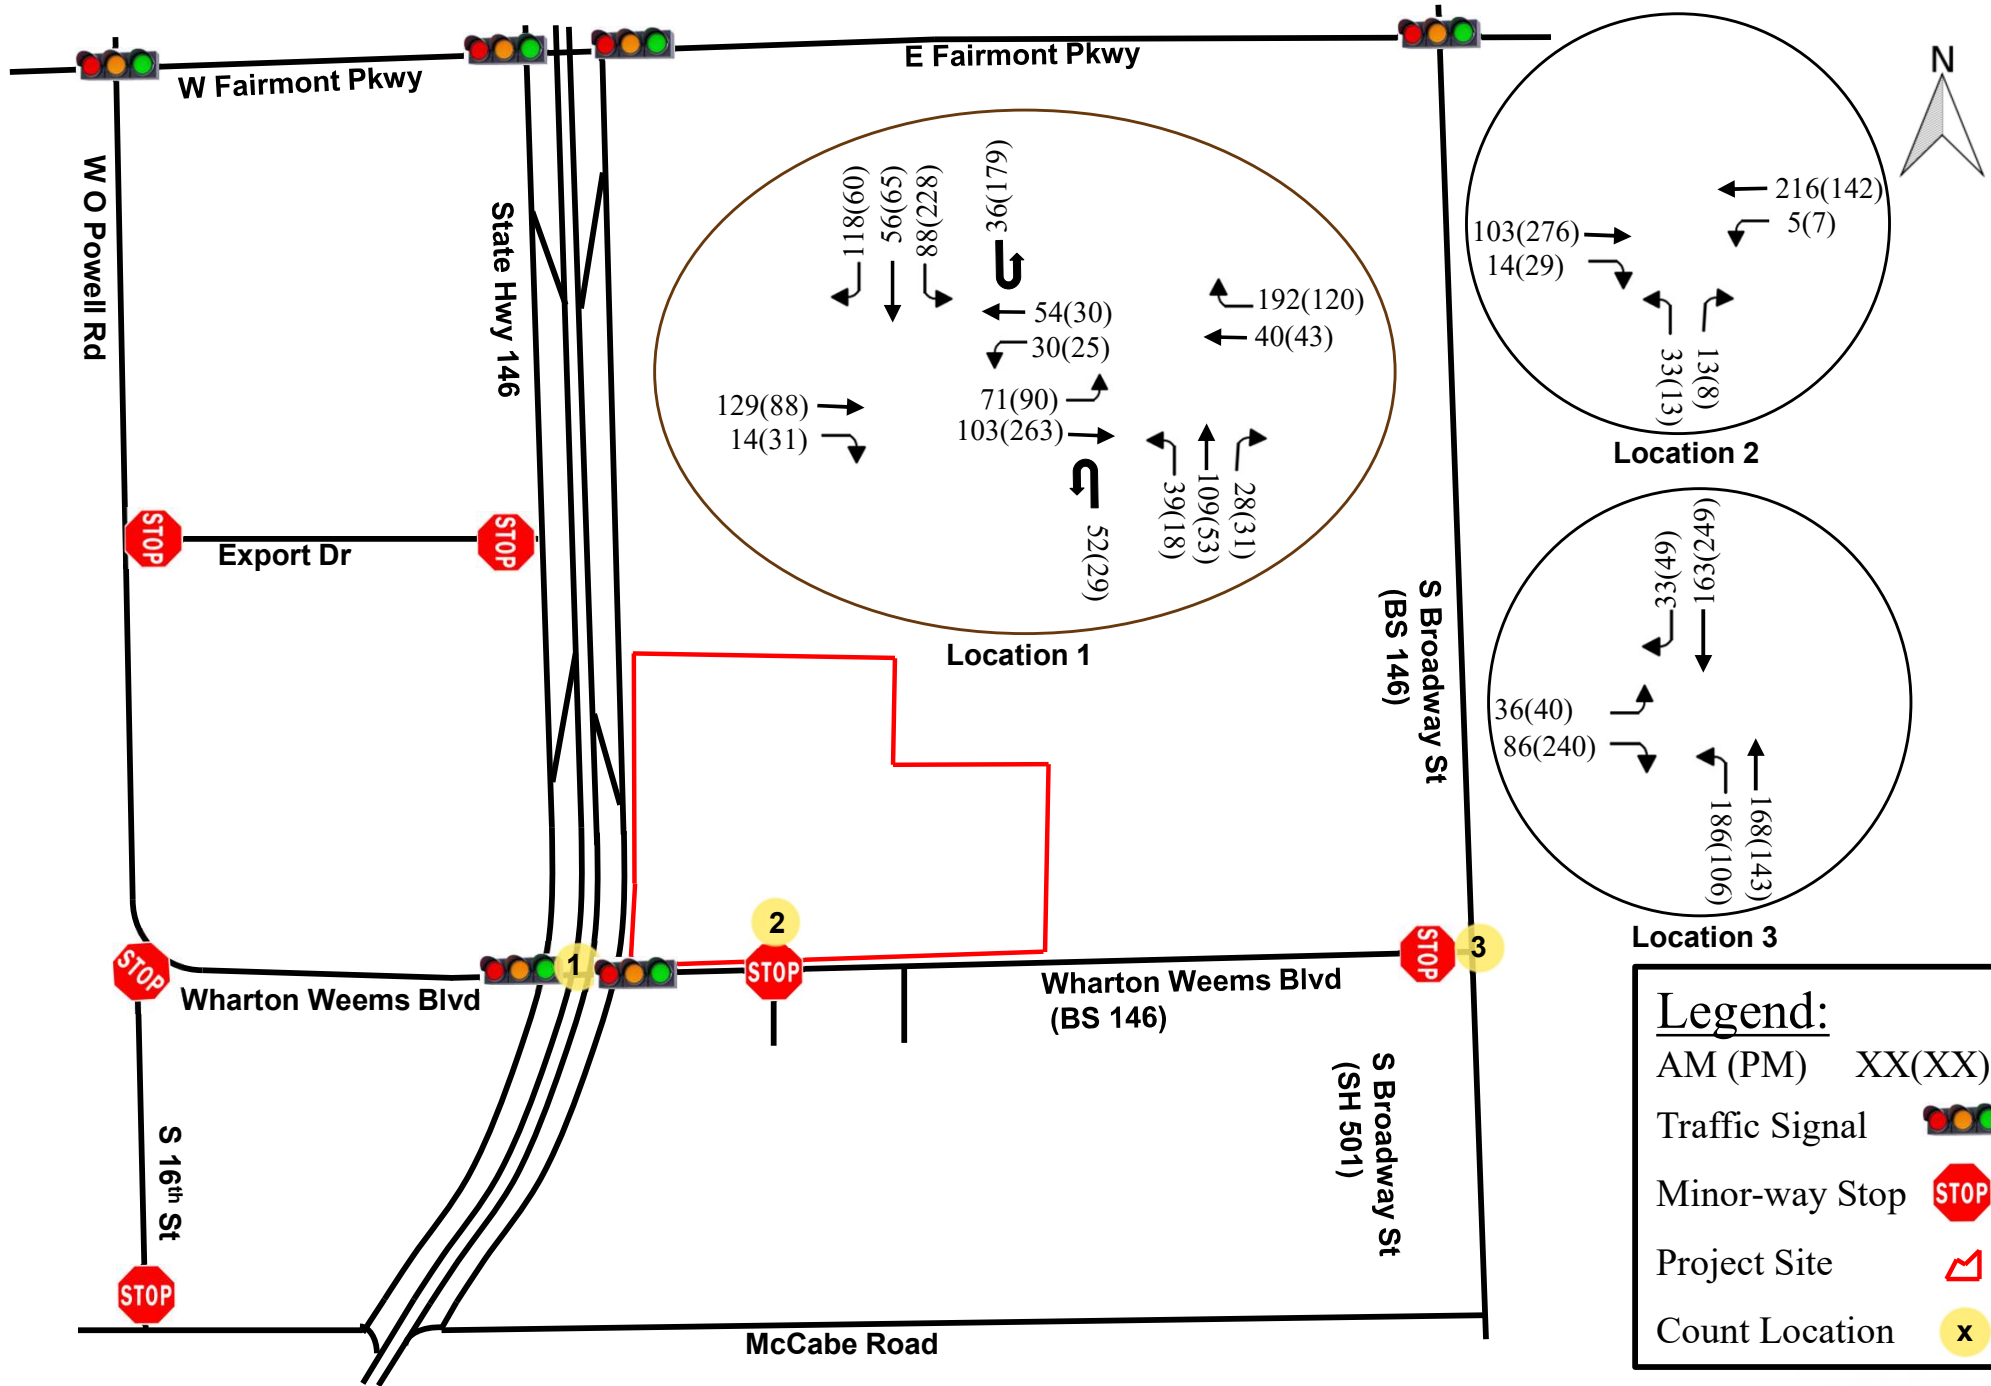 W Fairmont Pkwy
E Fairmont Pkwy
N
W O Powell Rd
State Hwy 146
118(60)
56(65)
88(228)
36(179)
54(30)
30(25)
192(120)
40(43)
129(88)
14(31)
71(90)
103(263)
52(29)
39(18)
109(53)
28(31)
Location 1
216(142)
5(7)
103(276)
14(29)
33(13)
13(8)
Location 2
33(49)
163(249)
36(40)
86(240)
186(106)
168(143)
Location 3
STOP
Export Dr
STOP
S Broadway St
(BS 146)
STOP
Wharton Weems Blvd
1
2
STOP
Wharton Weems Blvd
(BS 146)
STOP
3
S 16th St
STOP
S Broadway St
(SH 501)
McCabe Road
Legend:
AM (PM) XX(XX)
Traffic Signal
Minor-way Stop STOP
Project Site
Count Location x